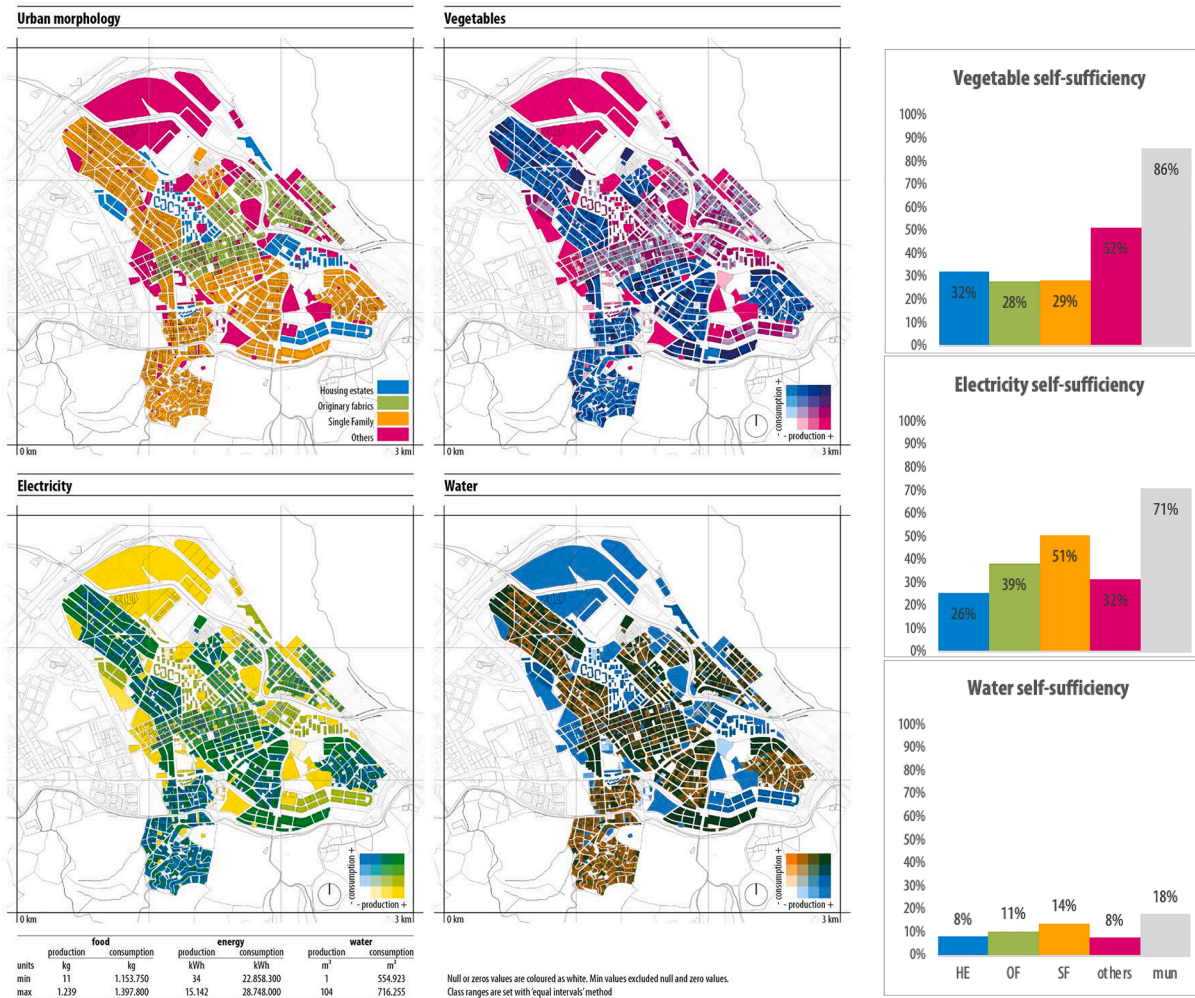 Urban morphology
Housing estates
Originary fabrics
Single Family
Others
0 km
3 km
Vegetables
- consumption +
- production +
0 km
3 km
Electricity
- consumption +
- production +
0 km
3 km
Water
- consumption +
- production +
0 km
3 km
food energy water
production consumption production consumption production consumption
units kg kg kWh kWh m³ m³
min 11 1.153.750 34 22.858.300 1 554.923
max 1.239 1.397.800 15.142 28.748.000 104 716.255
Null or zeros values are coloured as white. Min values excluded null and zero values.
Class ranges are set with 'equal intervals' method
Vegetable self-sufficiency
100%
90%
80%
70%
60%
50%
40%
30%
20%
10%
0%
32%
28%
29%
52%
86%
Electricity self-sufficiency
100%
90%
80%
70%
60%
50%
40%
30%
20%
10%
0%
26%
39%
51%
32%
71%
Water self-sufficiency
100%
90%
80%
70%
60%
50%
40%
30%
20%
10%
0%
8%
11%
14%
8%
18%
HE OF SF others mun